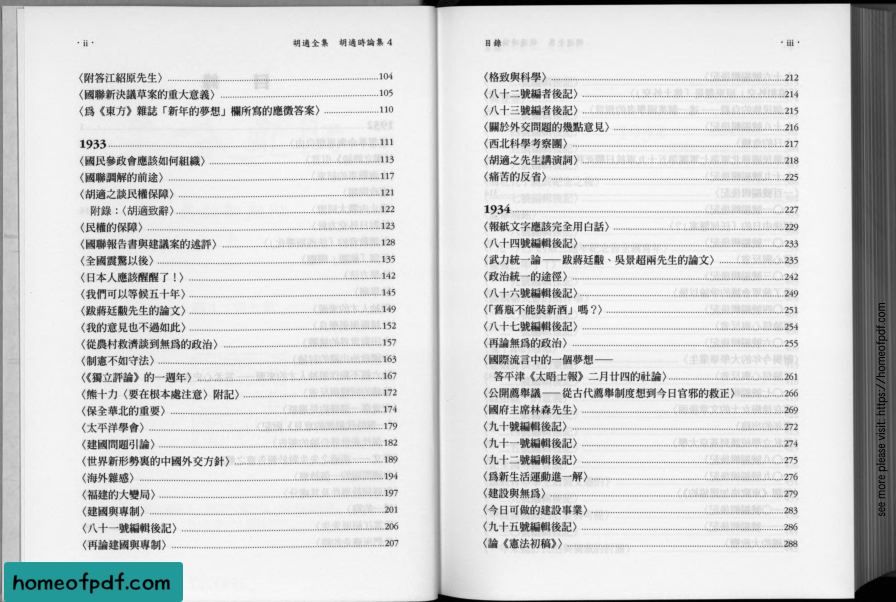 · ii ·
胡適全集 胡適時論集 4
〈附答江紹原先生〉 104
〈國聯新決議草案的重大意義〉 105
〈爲《東方》雜誌「新年的夢想」欄所寫的應徵答案〉 110
1933 111
〈國民參政會應該如何組織〉 113
〈國聯調解的前途〉 117
〈胡適之談民權保障〉 121
附錄：〈胡適致辭〉 122
〈民權的保障〉 123
〈國聯報告書與建議案的述評〉 128
〈全國震驚以後〉 135
〈日本人應該醒醒了！〉 142
〈我們可以等候五十年〉 145
〈跋蔣廷黻先生的論文〉 149
〈我的意見也不過如此〉 152
〈從農村救濟談到無爲的政治〉 157
〈制憲不如守法〉 163
〈《獨立評論》的一週年〉 167
〈熊十力〈要在根本處注意〉附記〉 172
〈保全華北的重要〉 174
〈太平洋學會〉 179
〈建國問題引論〉 182
〈世界新形勢裏的中國外交方針〉 189
〈海外雜感〉 194
〈福建的大變局〉 197
〈建國與專制〉 201
〈八十一號編輯後記〉 206
〈再論建國與專制〉 207
目錄
· iii ·
〈格致與科學〉 212
〈八十二號編者後記〉 214
〈八十三號編者後記〉 215
〈關於外交問題的幾點意見〉 216
〈西北科學考察團〉 217
〈胡適之先生講演詞〉 218
〈痛苦的反省〉 225
1934 227
〈報紙文字應該完全用白話〉 229
〈八十四號編輯後記〉 233
〈武力統一論——跋蔣廷黻、吳景超兩先生的論文〉 235
〈政治統一的途徑〉 242
〈八十六號編輯後記〉 249
〈「舊瓶不能裝新酒」嗎？〉 251
〈八十七號編輯後記〉 254
〈再論無爲的政治〉 255
〈國際流言中的一個夢想——
答平津《太晤士報》二月廿四的社論〉 261
〈公開薦舉議——從古代薦舉制度想到今日官邪的救正〉 266
〈國府主席林森先生〉 269
〈九十號編輯後記〉 272
〈九十一號編輯後記〉 274
〈九十二號編輯後記〉 275
〈爲新生活運動進一解〉 276
〈建設與無爲〉 279
〈今日可做的建設事業〉 283
〈九十五號編輯後記〉 286
〈論《憲法初稿》〉 288
see more please visit: https://homeofpdf.com
homeofpdf.com